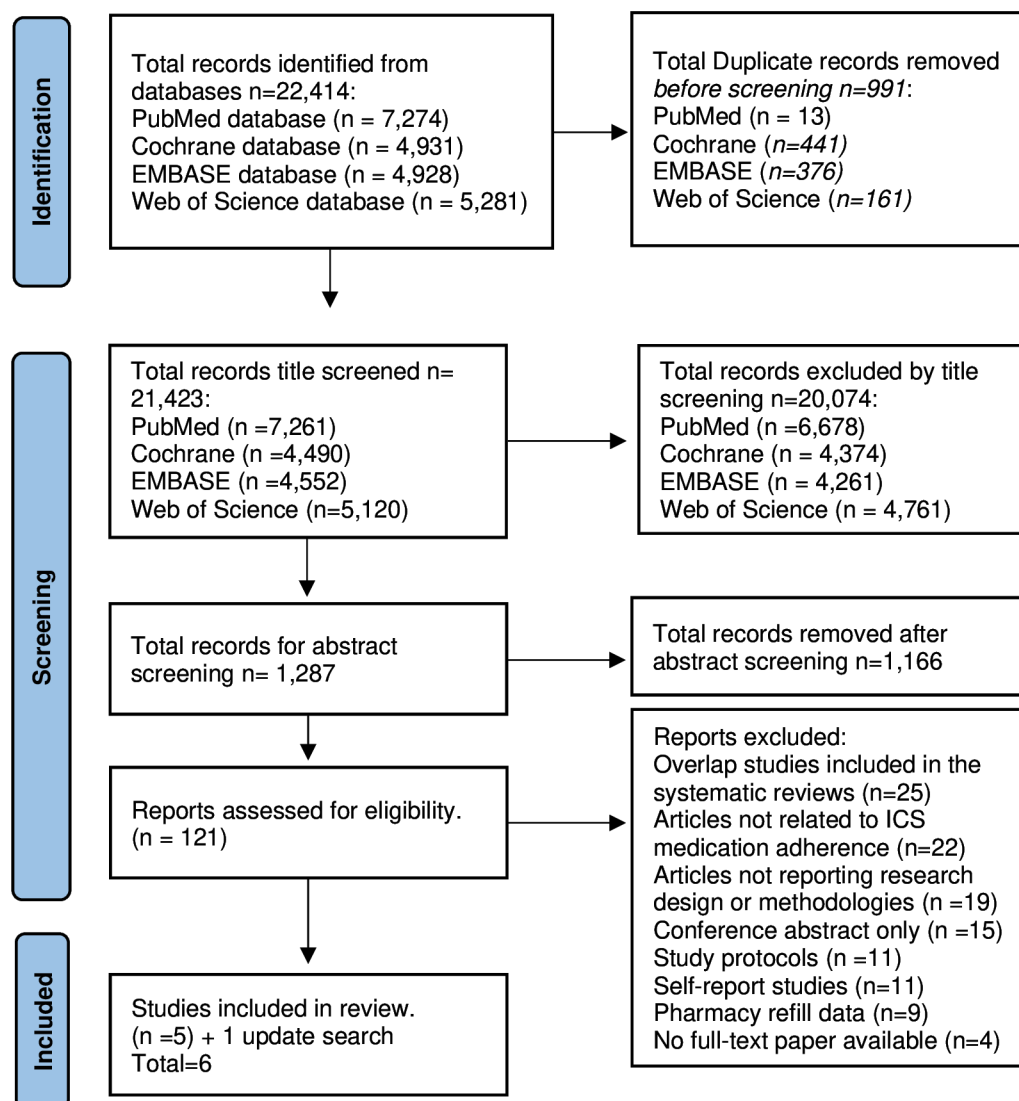 Identification
Total records identified from
databases n=22,414:
PubMed database (n = 7,274)
Cochrane database (n = 4,931)
EMBASE database (n = 4,928)
Web of Science database (n = 5,281)
Total Duplicate records removed
before screening n=991:
PubMed (n = 13)
Cochrane (n=441)
EMBASE (n=376)
Web of Science (n=161)
Screening
Total records title screened n=
21,423:
PubMed (n =7,261)
Cochrane (n =4,490)
EMBASE (n =4,552)
Web of Science (n=5,120)
Total records excluded by title
screening n=20,074:
PubMed (n =6,678)
Cochrane (n = 4,374)
EMBASE (n = 4,261)
Web of Science (n = 4,761)
Total records for abstract
screening n= 1,287
Total records removed after
abstract screening n=1,166
Reports assessed for eligibility.
(n = 121)
Reports excluded:
Overlap studies included in the
systematic reviews (n=25)
Articles not related to ICS
medication adherence (n=22)
Articles not reporting research
design or methodologies (n =19)
Conference abstract only (n =15)
Study protocols (n =11)
Self-report studies (n=11)
Pharmacy refill data (n=9)
No full-text paper available (n=4)
Included
Studies included in review.
(n =5) + 1 update search
Total=6